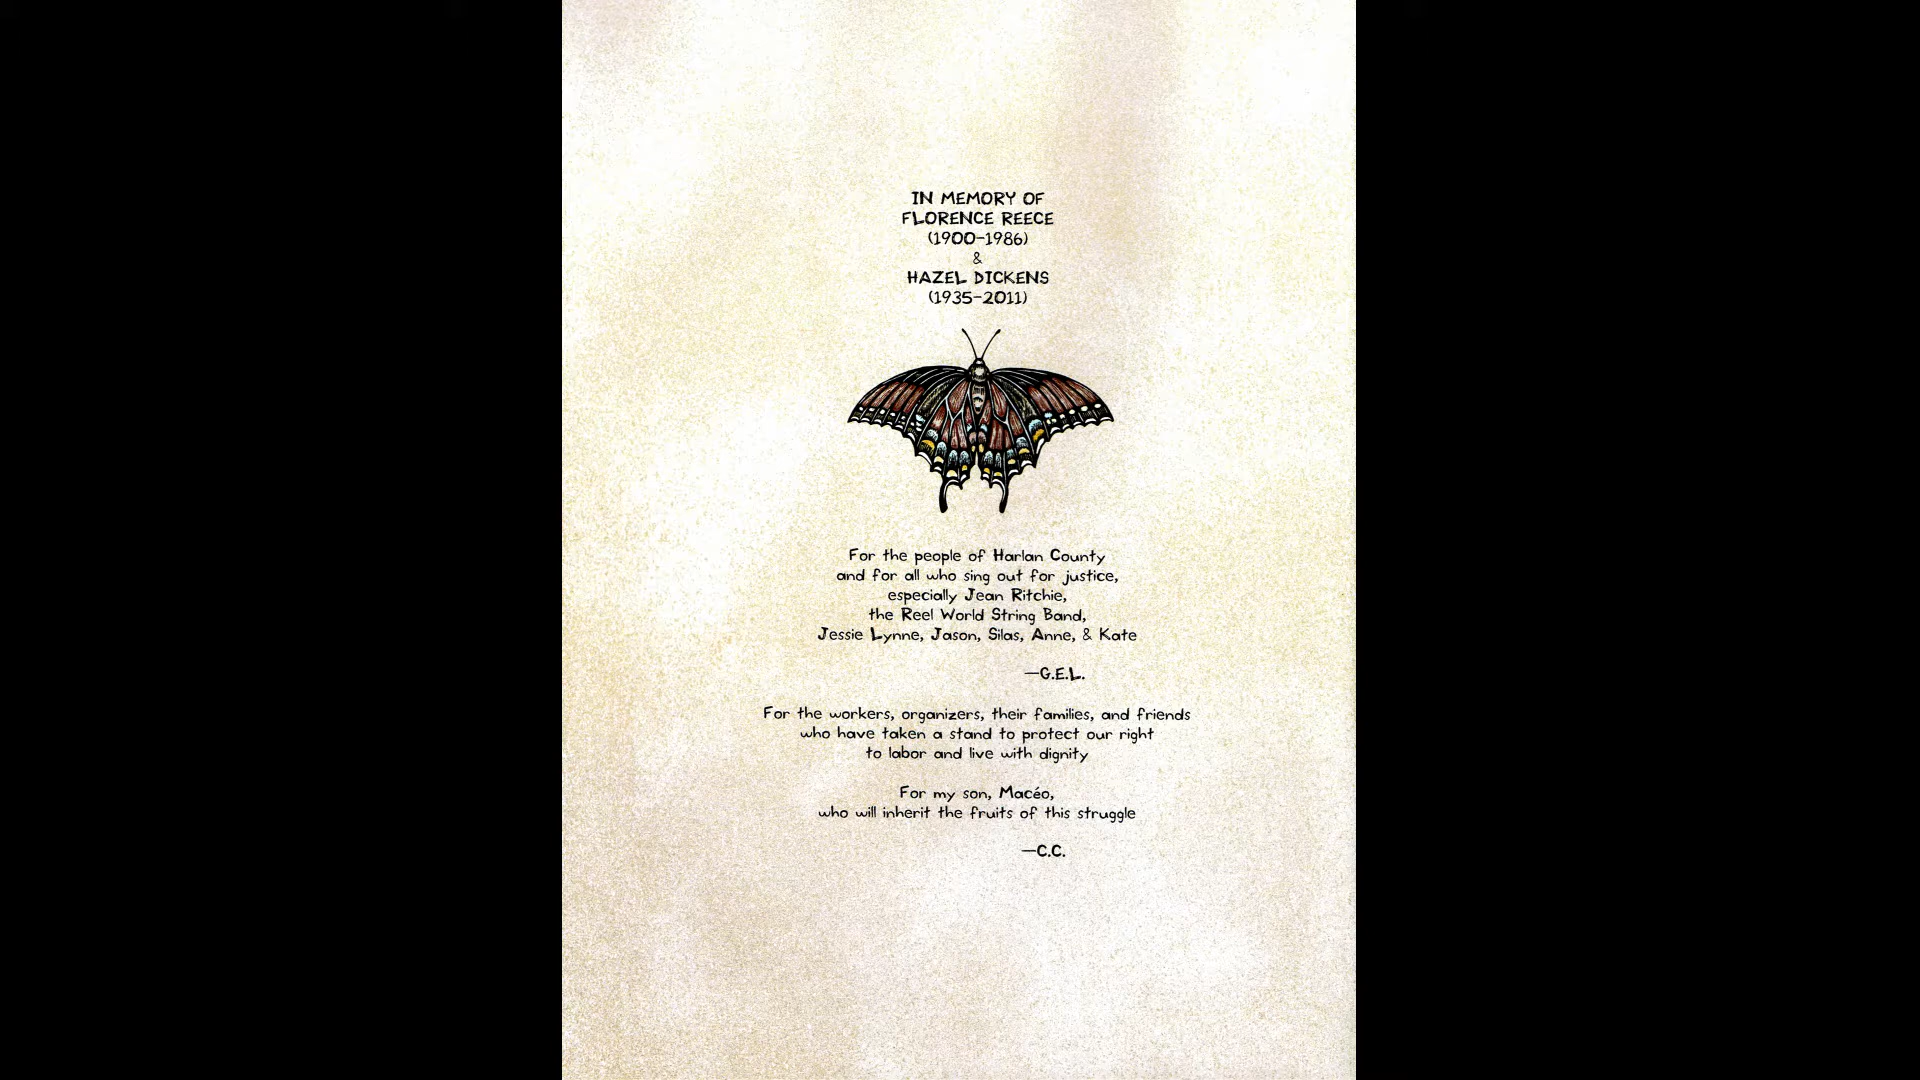 IN MEMORY OF
FLORENCE REECE
(1900–1986)
&
HAZEL DICKENS
(1935–2011)
For the people of Harlan County
and for all who sing out for justice,
especially Jean Ritchie,
the Reel World String Band,
Jessie Lynne, Jason, Silas, Anne, & Kate
—G.E.L.
For the workers, organizers, their families, and friends
who have taken a stand to protect our right
to labor and live with dignity
For my son, Macéo,
who will inherit the fruits of this struggle
—C.C.